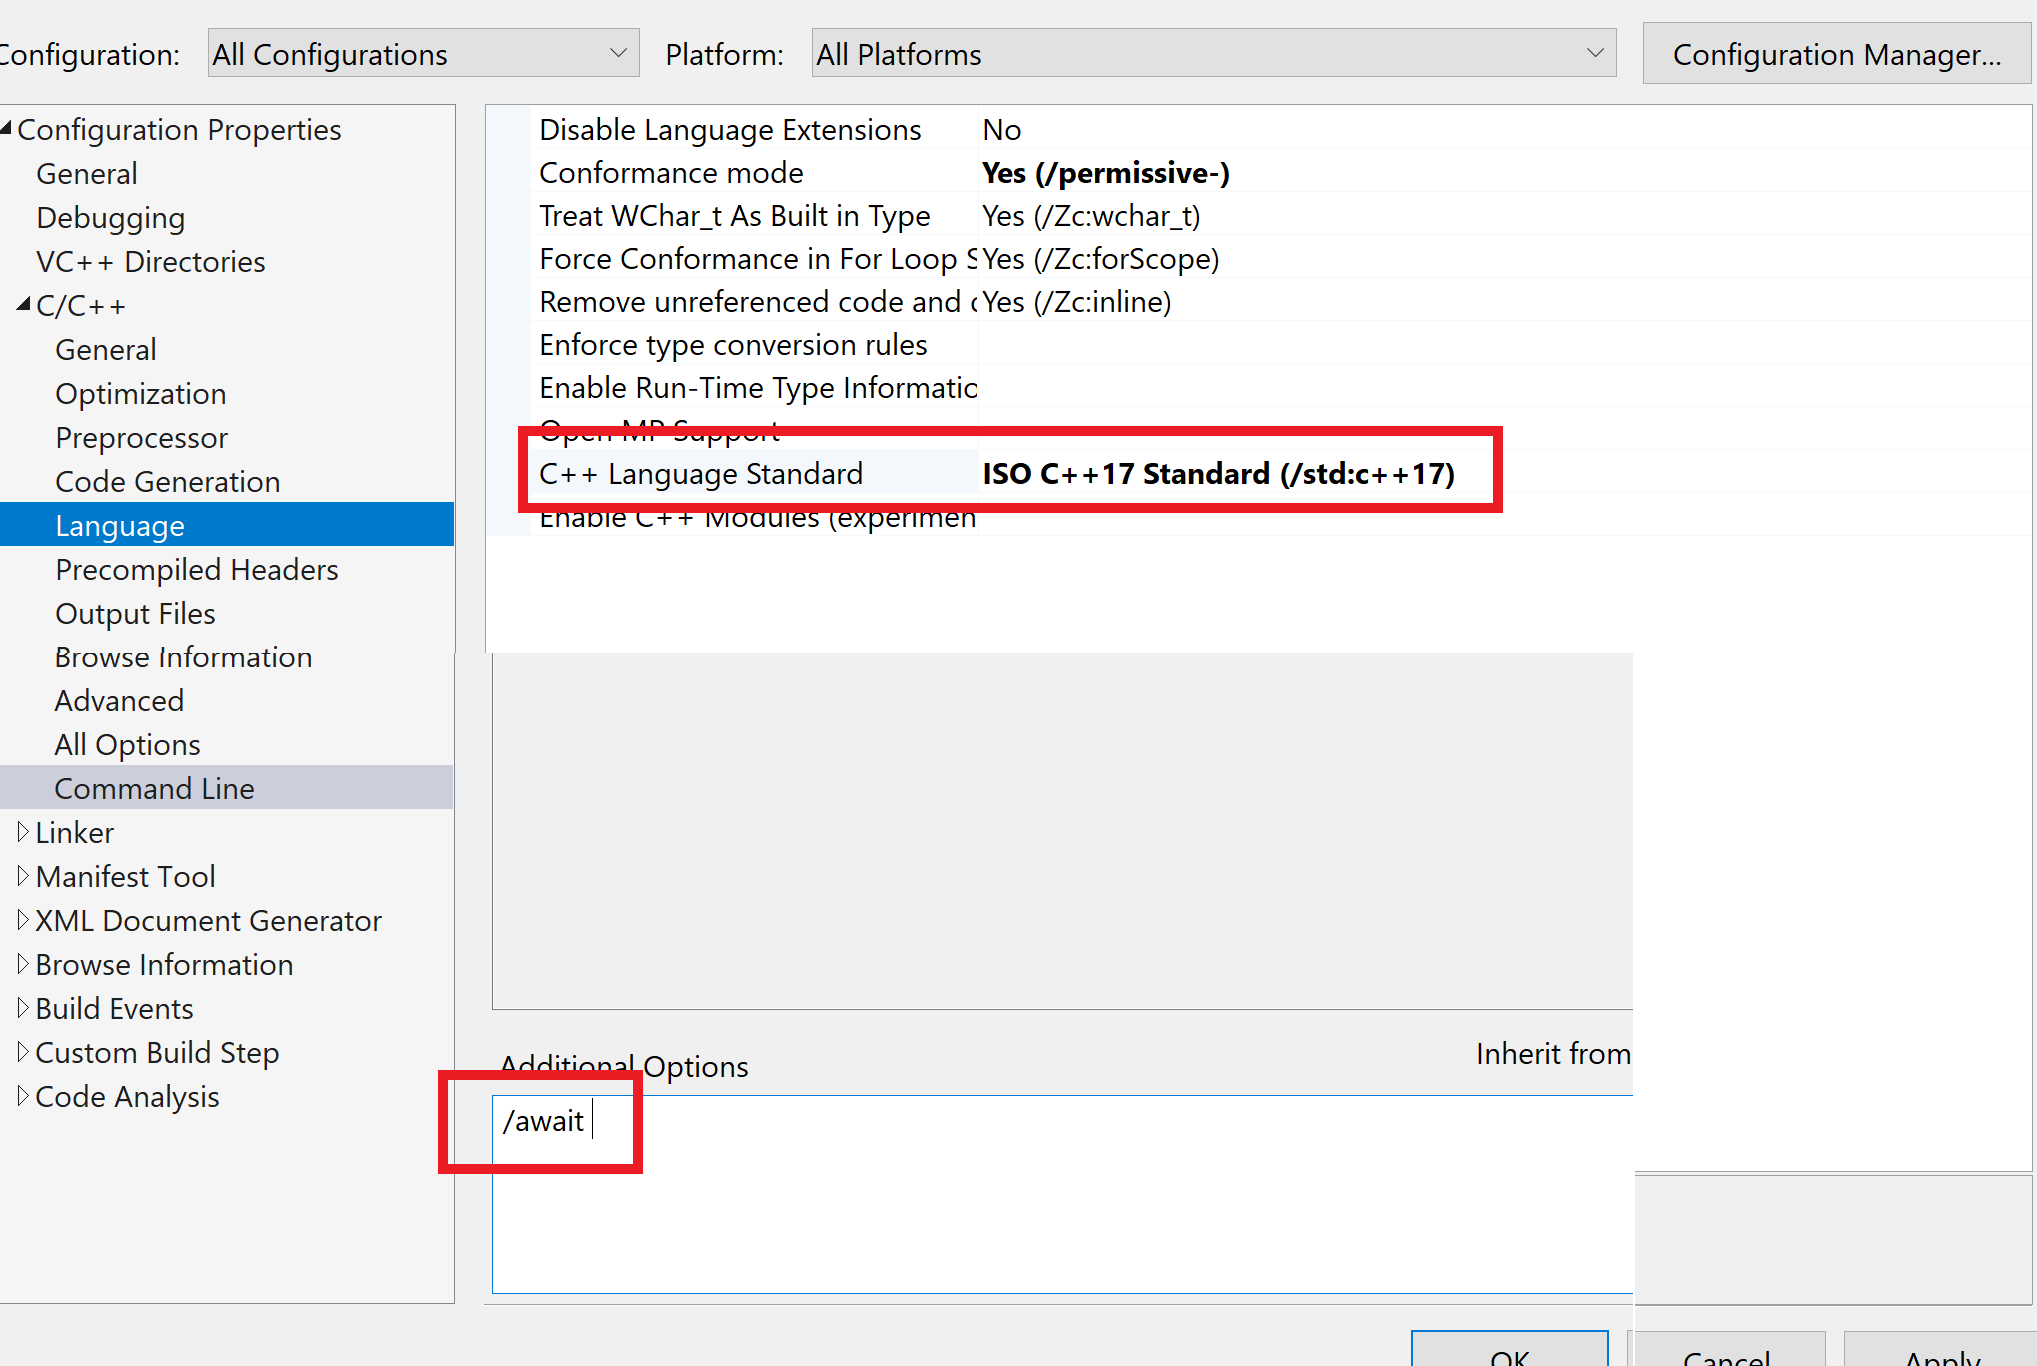 Configuration: All Configurations Platform: All Platforms Configuration Manager...
Configuration Properties
General
Debugging
VC++ Directories
C/C++
General
Optimization
Preprocessor
Code Generation
Language
Precompiled Headers
Output Files
Browse Information
Advanced
All Options
Command Line
Linker
Manifest Tool
XML Document Generator
Browse Information
Build Events
Custom Build Step
Code Analysis
Disable Language Extensions No
Conformance mode Yes (/permissive-)
Treat WChar_t As Built in Type Yes (/Zc:wchar_t)
Force Conformance in For Loop S Yes (/Zc:forScope)
Remove unreferenced code and Yes (/Zc:inline)
Enforce type conversion rules
Enable Run-Time Type Informatio
Open MP Support
C++ Language Standard ISO C++17 Standard (/std:c++17)
Enable C++ Modules (experimen
Additional Options Inherit from
/await
OK Cancel Apply